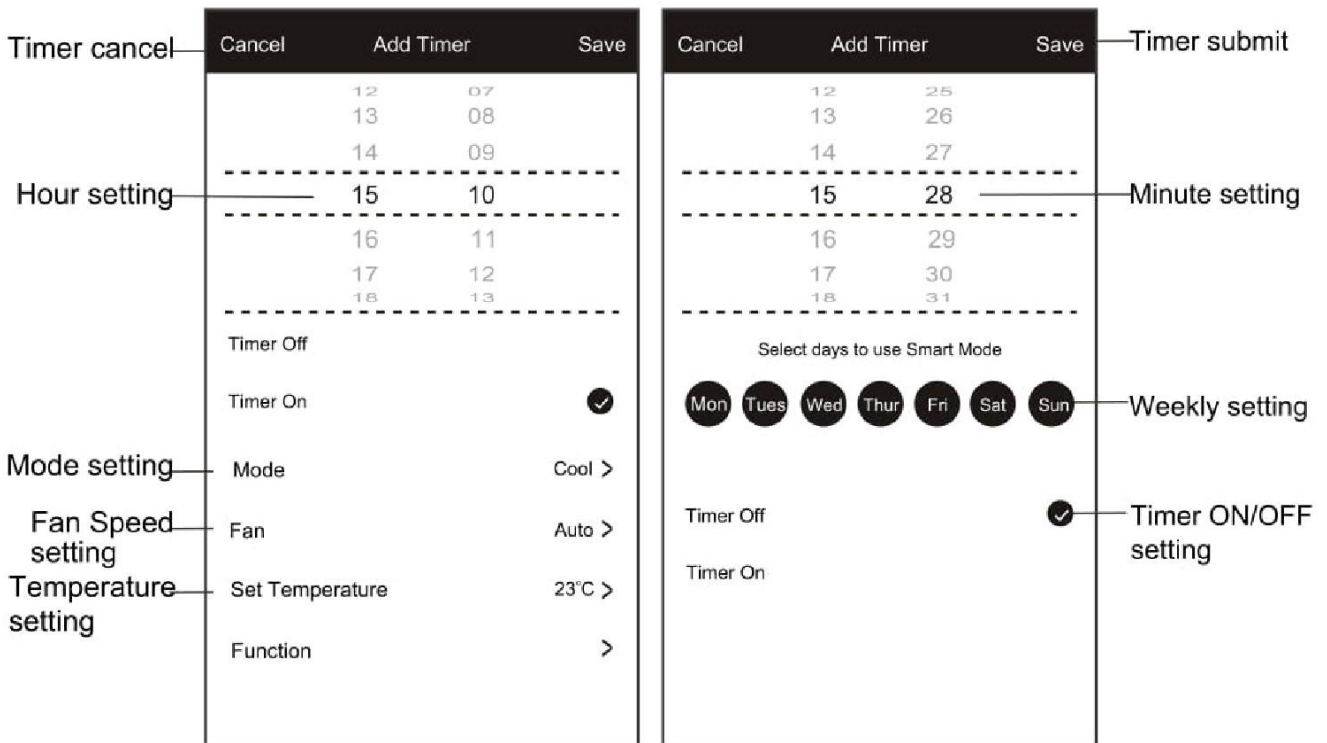 Timer cancel
Cancel Add Timer Save
12 07
13 08
14 09
Hour setting
15 10
16 11
17 12
18 13
Timer Off
Timer On
Mode setting
Mode Cool >
Fan Speed
setting
Fan Auto >
Temperature
setting
Set Temperature 23°C >
Function >
Cancel Add Timer Save
Timer submit
12 25
13 26
14 27
15 28
Minute setting
16 29
17 30
18 31
Select days to use Smart Mode
Mon Tues Wed Thur Fri Sat Sun
Weekly setting
Timer Off
Timer ON/OFF
setting
Timer On